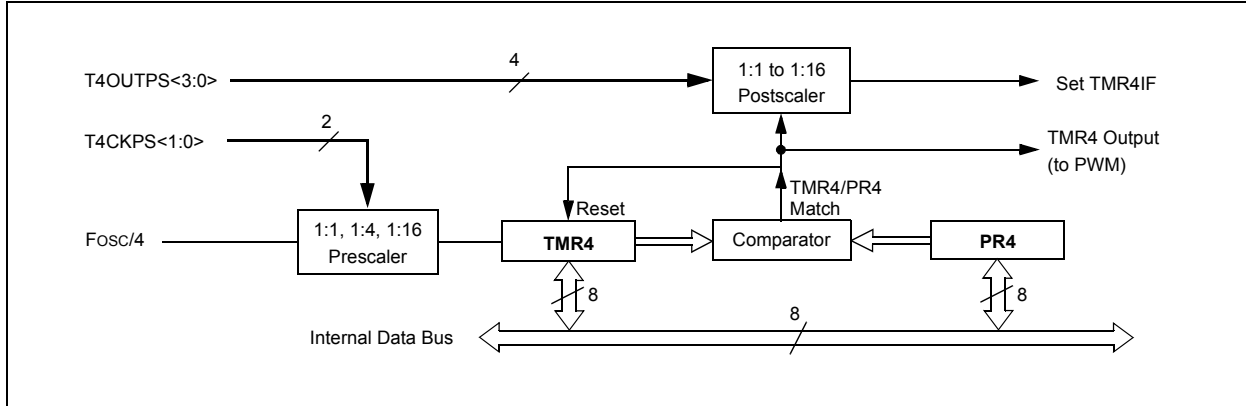 T4OUTPS<3:0>
4
1:1 to 1:16
Postscaler
Set TMR4IF
T4CKPS<1:0>
2
TMR4 Output
(to PWM)
TMR4/PR4
Match
Reset
FOSC/4
1:1, 1:4, 1:16
Prescaler
TMR4
Comparator
PR4
8
8
8
Internal Data Bus